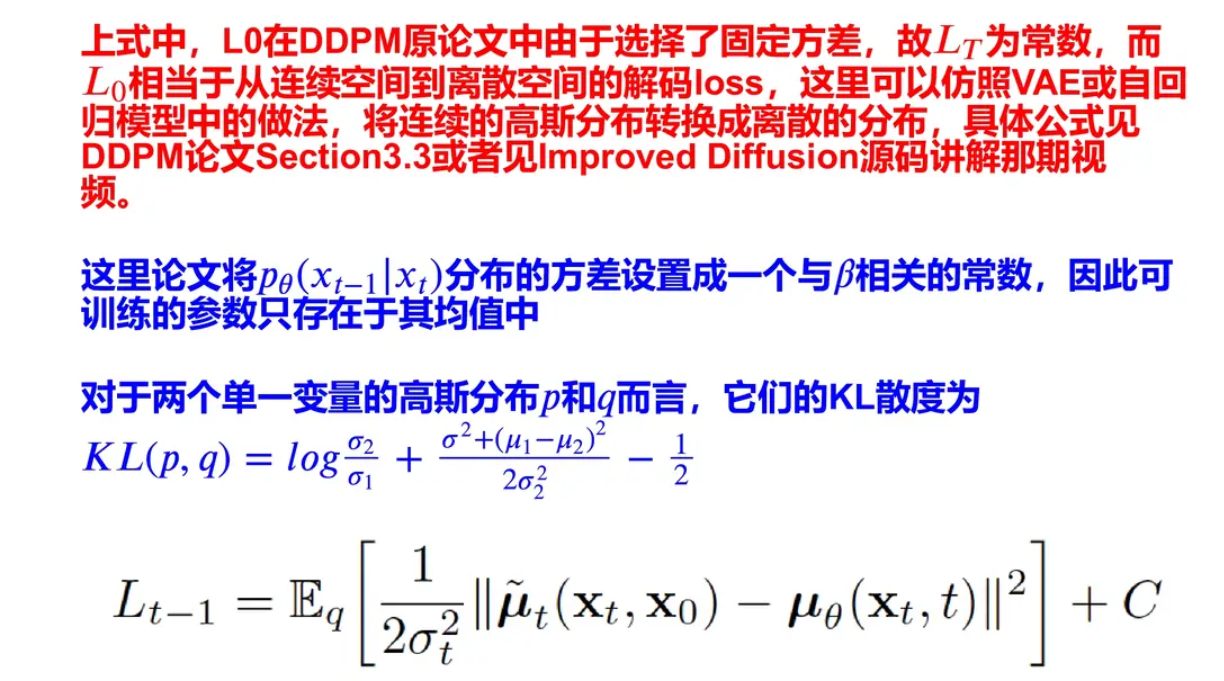 上式中，L0在DDPM原论文中由于选择了固定方差，故$L_T$为常数，而
$L_0$相当于从连续空间到离散空间的解码loss，这里可以仿照VAE或自回
归模型中的做法，将连续的高斯分布转换成离散的分布，具体公式见
DDPM论文Section3.3或者见Improved Diffusion源码讲解那期视
频。
这里论文将$p_\theta(x_{t-1}|x_t)$分布的方差设置成一个与$\beta$相关的常数，因此可
训练的参数只存在于其均值中
对于两个单一变量的高斯分布$p$和$q$而言，它们的KL散度为
$KL(p,q) = log\frac{\sigma_2}{\sigma_1} + \frac{\sigma^2+(\mu_1-\mu_2)^2}{2\sigma_2^2} - \frac{1}{2}$
$L_{t-1} = \mathbb{E}_q\left[\frac{1}{2\sigma_t^2}\|\tilde{\boldsymbol{\mu}}_t(\mathbf{x}_t,\mathbf{x}_0) - \boldsymbol{\mu}_\theta(\mathbf{x}_t,t)\|^2\right] + C$